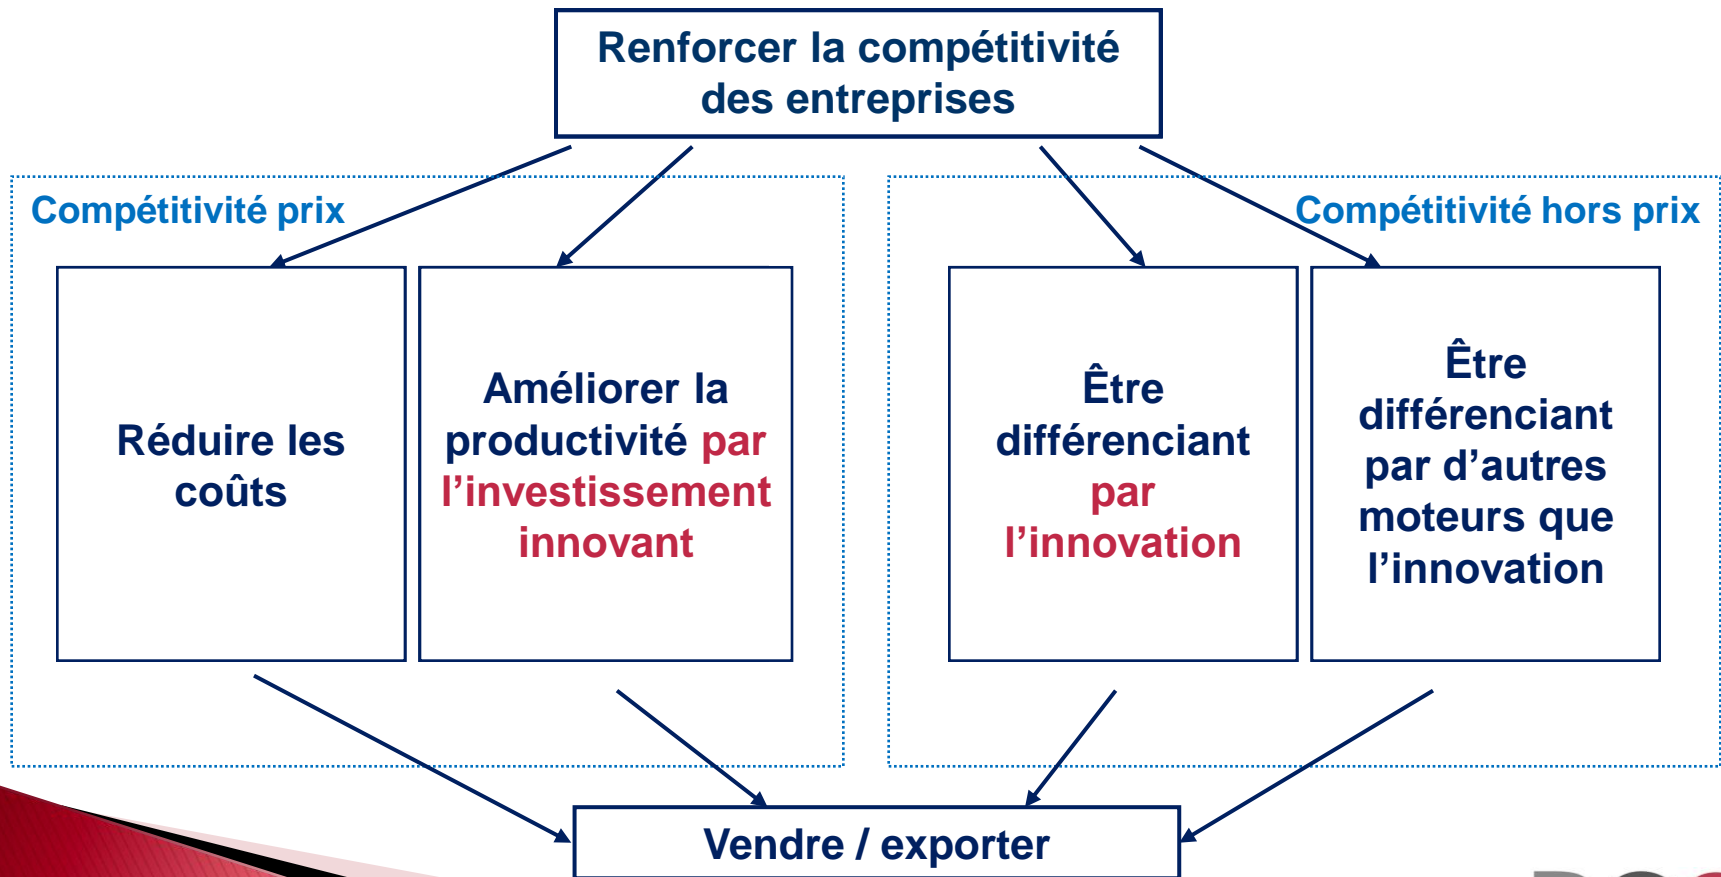 Renforcer la compétitivité
des entreprises
Compétitivité prix
Compétitivité hors prix
Réduire les
coûts
Améliorer la
productivité par
l'investissement
innovant
Être
différenciant
par
l'innovation
Être
différenciant
par d'autres
moteurs que
l'innovation
Vendre / exporter